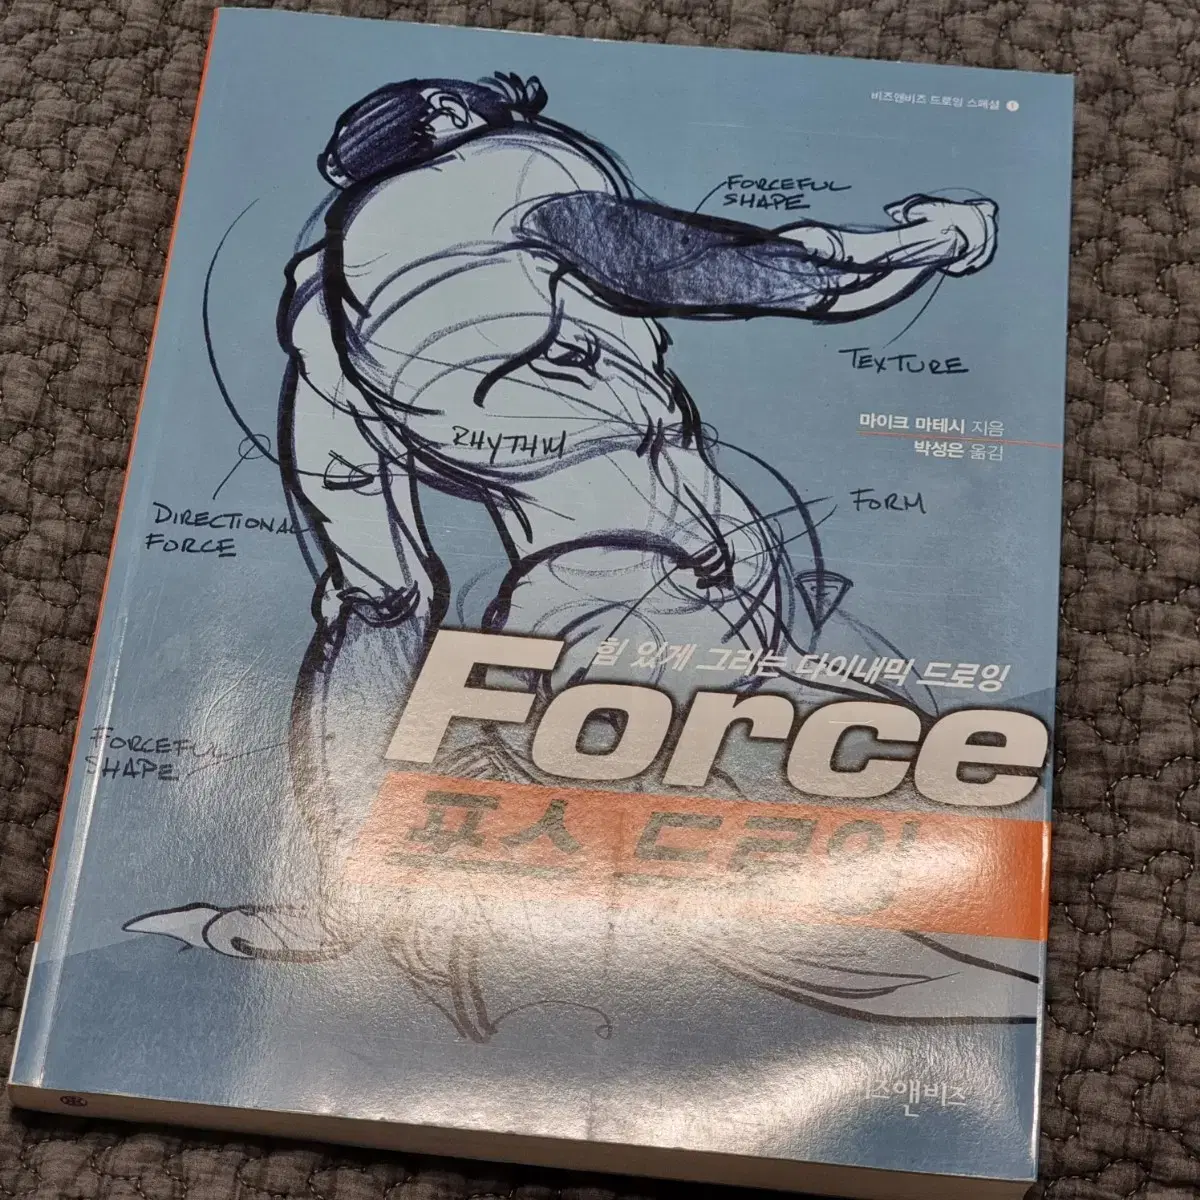 비즈앤비즈 드로잉 스페셜 1
FORCEFUL
SHAPE
TEXTURE
마이크 마테시 지음
박성은 옮김
RHYTHM
FORM
DIRECTIONAL
FORCE
힘 있게 그리는 다이내믹 드로잉
Force
포스 드로잉
FORCEFUL
SHAPE
비즈앤비즈